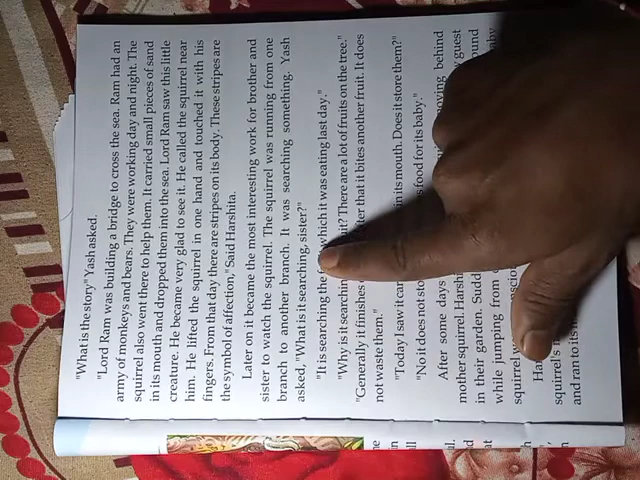 "What is the story," Yash asked.
"Lord Ram was building a bridge to cross the sea. Ram had an
army of monkeys and bears. They were working day and night. The
squirrel also went there to help them. It carried small pieces of sand
in its mouth and dropped them into the sea. Lord Ram saw this little
creature. He became very glad to see it. He called the squirrel near
him. He lifted the squirrel in one hand and touched it with his
fingers. From that day there are stripes on its body. These stripes are
the symbol of affection," Said Harshita.
Later on it became the most interesting work for brother and
sister to watch the squirrel. The squirrel was running from one
branch to another branch. It was searching something. Yash
asked, "What is it searching, sister?"
"It is searching the which it was eating last day."
"Why is it searching There are a lot of fruits on the tree."
"Generally it finishes that it bites another fruit. It does
not waste them."
"Today I saw it in its mouth. Does it store them?"
"No it does not food for its baby."
After some days moving behind
mother squirrel. guest
in their garden.
while jumping from
squirrel
squirrel's
and ran to its